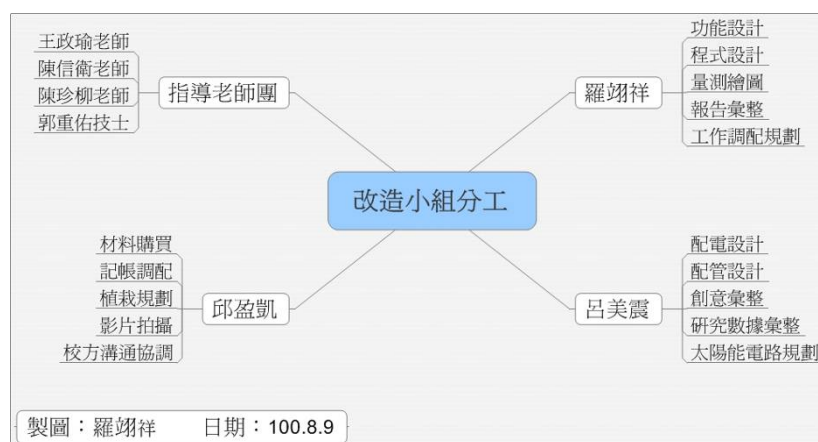 改造小組分工
指導老師團
王政瑜老師
陳信衛老師
陳珍柳老師
郭重佑技士
羅翊祥
功能設計
程式設計
量測繪圖
報告彙整
工作調配規劃
邱盈凱
材料購買
記帳調配
植栽規劃
影片拍攝
校方溝通協調
呂美震
配電設計
配管設計
創意彙整
研究數據彙整
太陽能電路規劃
製圖：羅翊祥 日期：100.8.9